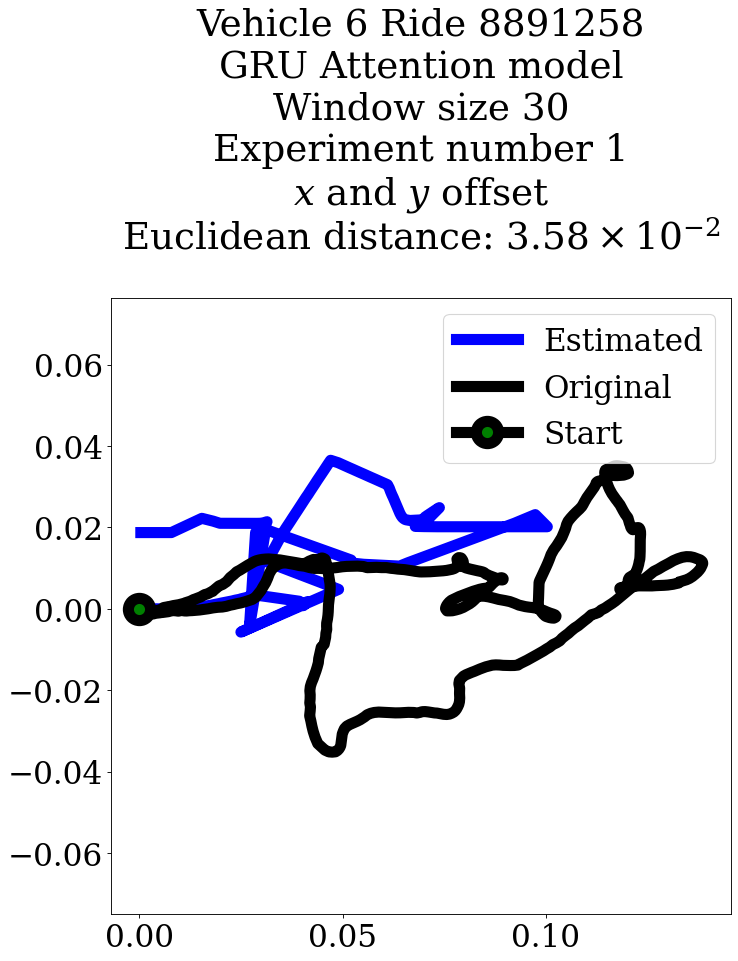 Vehicle 6 Ride 8891258
GRU Attention model
Window size 30
Experiment number 1
x and y offset
Euclidean distance: 3.58 × 10⁻²
Estimated
Original
Start
0.06
0.04
0.02
0.00
−0.02
−0.04
−0.06
0.00 0.05 0.10